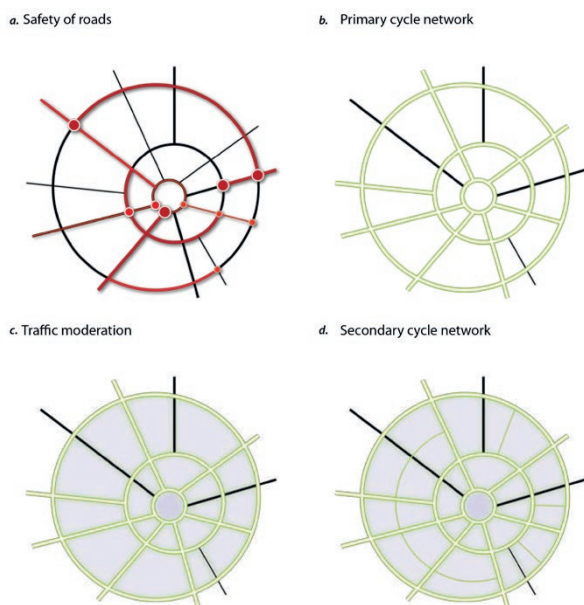 a. Safety of roads
b. Primary cycle network
c. Traffic moderation
d. Secondary cycle network